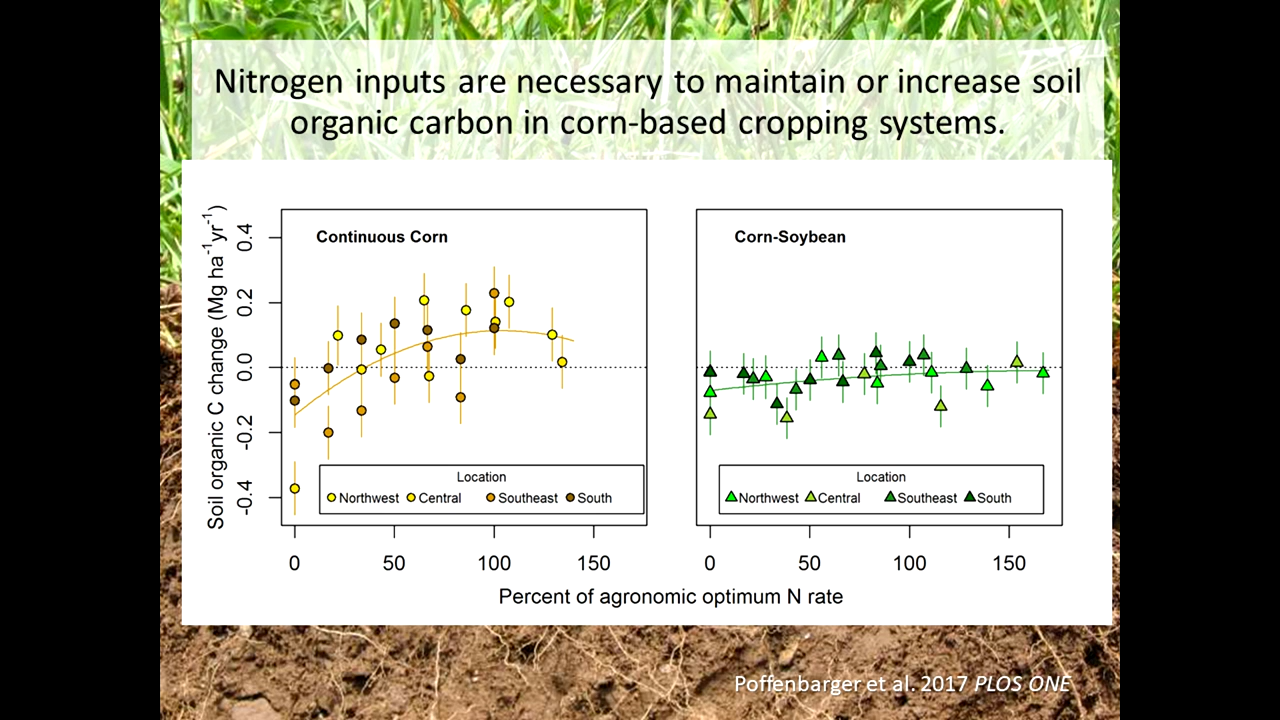 Nitrogen inputs are necessary to maintain or increase soil
organic carbon in corn-based cropping systems.
Soil organic C change (Mg ha⁻¹yr⁻¹)
0.4
0.2
0.0
-0.2
-0.4
Continuous Corn
Location
Northwest Central Southeast South
0 50 100 150
Corn-Soybean
Location
Northwest Central Southeast South
0 50 100 150
Percent of agronomic optimum N rate
Poffenbarger et al. 2017 PLOS ONE